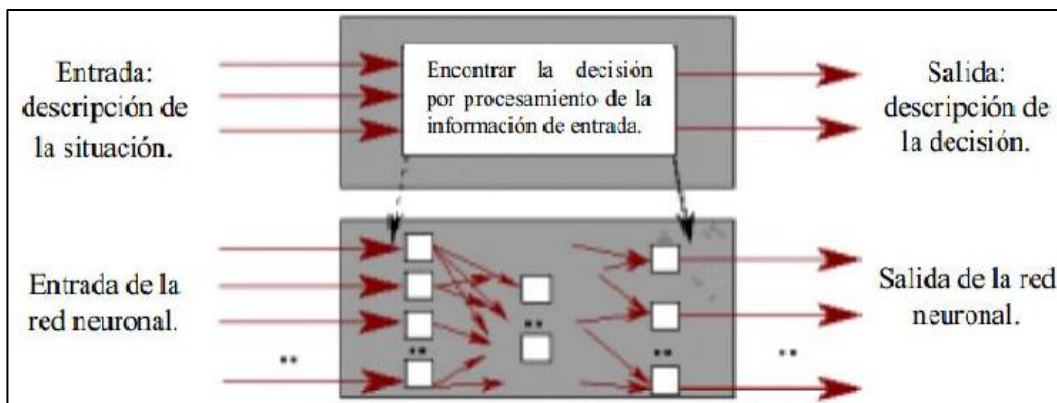 Entrada:
descripción de
la situación.
Encontrar la decisión
por procesamiento de la
información de entrada.
Salida:
descripción de
la decisión.
Entrada de la
red neuronal.
Salida de la red
neuronal.